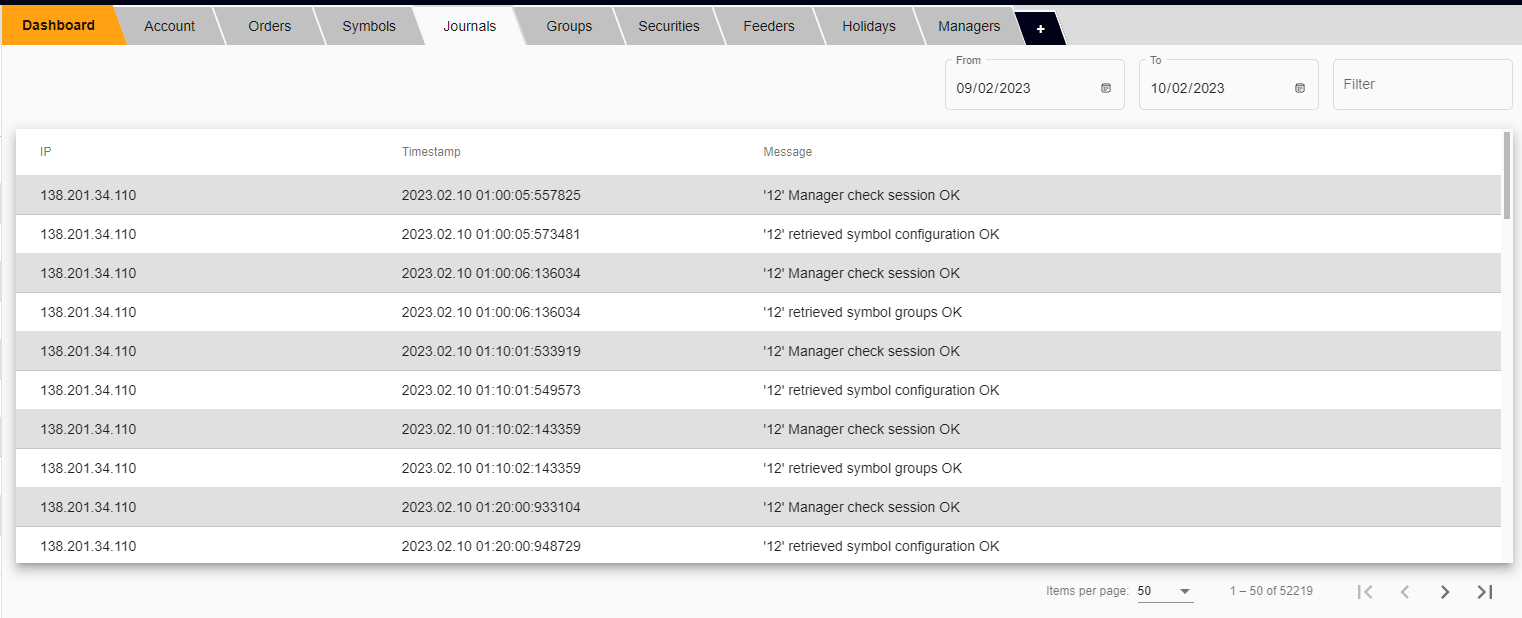 Dashboard Account Orders Symbols Journals Groups Securities Feeders Holidays Managers +
From To
09/02/2023 10/02/2023 Filter
IP Timestamp Message
138.201.34.110 2023.02.10 01:00:05:557825 '12' Manager check session OK
138.201.34.110 2023.02.10 01:00:05:573481 '12' retrieved symbol configuration OK
138.201.34.110 2023.02.10 01:00:06:136034 '12' Manager check session OK
138.201.34.110 2023.02.10 01:00:06:136034 '12' retrieved symbol groups OK
138.201.34.110 2023.02.10 01:10:01:533919 '12' Manager check session OK
138.201.34.110 2023.02.10 01:10:01:549573 '12' retrieved symbol configuration OK
138.201.34.110 2023.02.10 01:10:02:143359 '12' Manager check session OK
138.201.34.110 2023.02.10 01:10:02:143359 '12' retrieved symbol groups OK
138.201.34.110 2023.02.10 01:20:00:933104 '12' Manager check session OK
138.201.34.110 2023.02.10 01:20:00:948729 '12' retrieved symbol configuration OK
Items per page: 50 1 – 50 of 52219